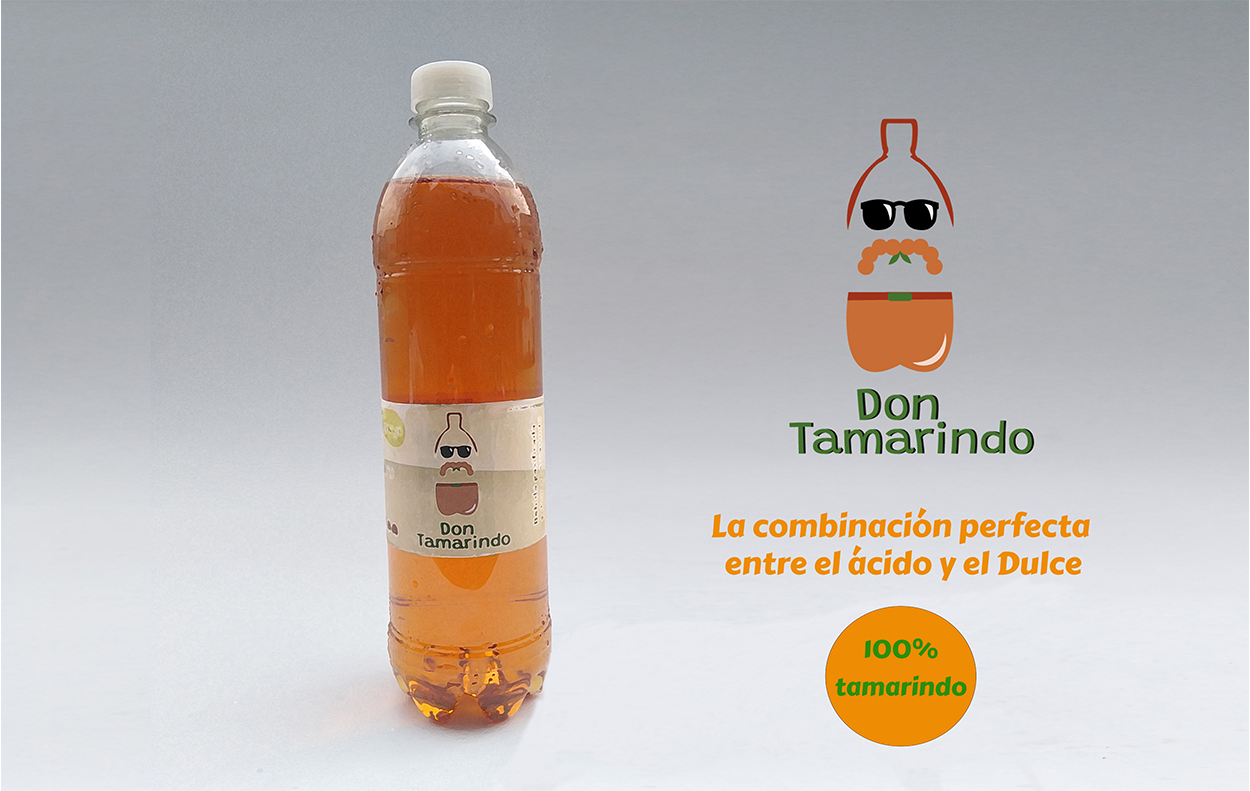 Don
Tamarindo
Don
Tamarindo
La combinación perfecta
entre el ácido y el Dulce
100%
tamarindo